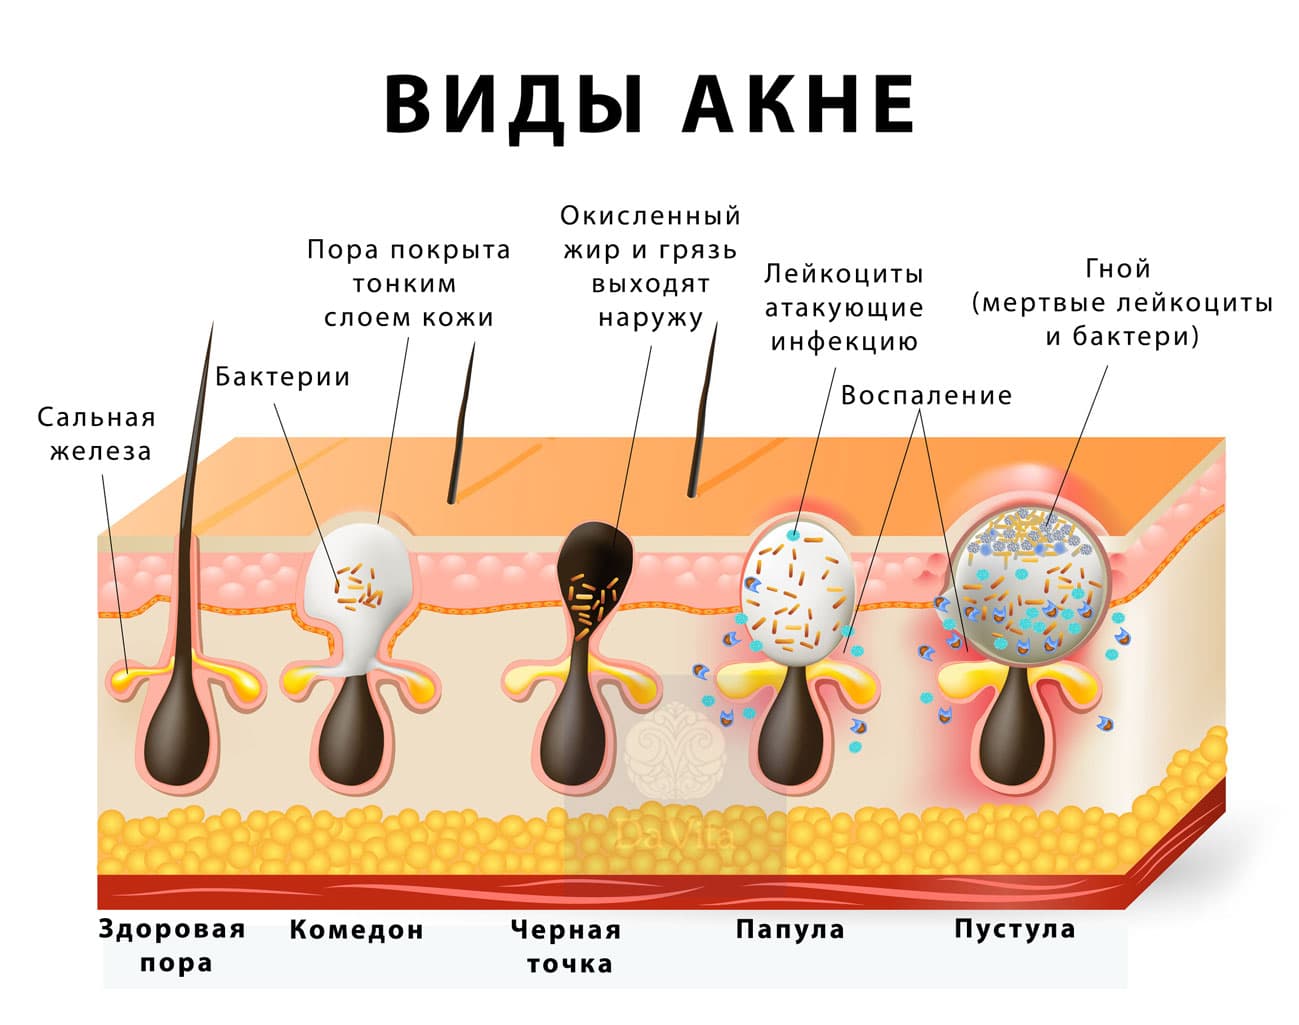 ВИДЫ АКНЕ
Окисленный
жир и грязь
выходят
наружу
Пора покрыта
тонким
слоем кожи
Лейкоциты
атакующие
инфекцию
Гной
(мертвые лейкоциты
и бактери)
Бактерии
Воспаление
Сальная
железа
DaVita
Здоровая
пора
Комедон
Черная
точка
Папула
Пустула